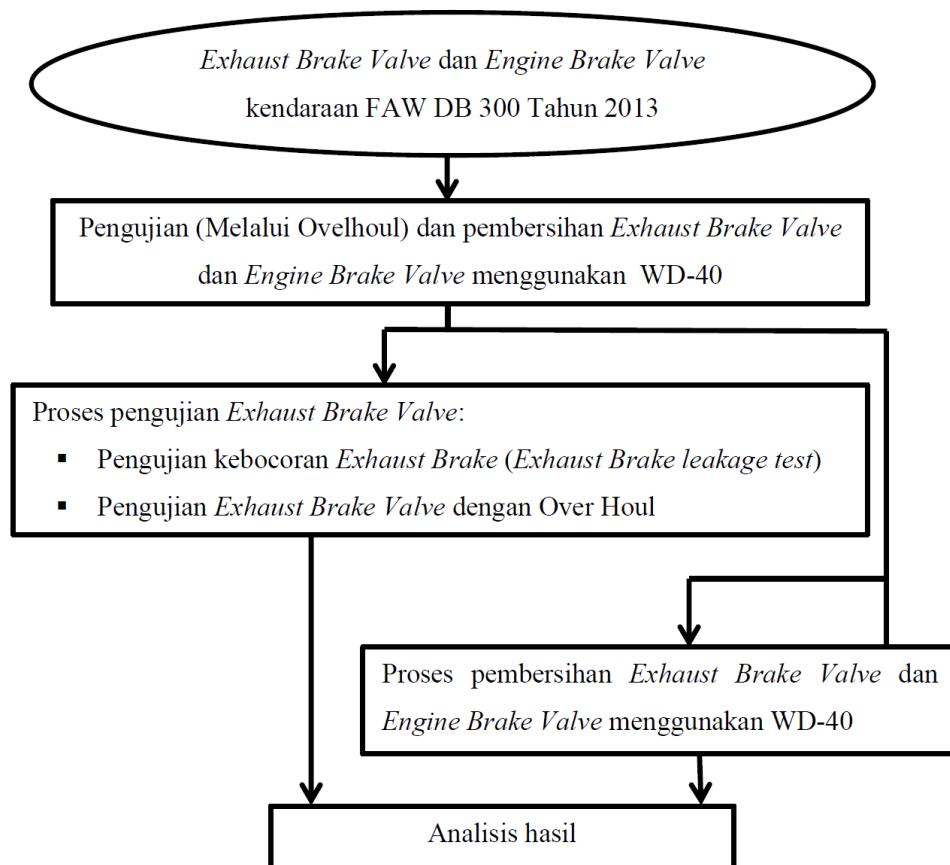 Exhaust Brake Valve dan Engine Brake Valve
kendaraan FAW DB 300 Tahun 2013
Pengujian (Melalui Ovelhoul) dan pembersihan Exhaust Brake Valve
dan Engine Brake Valve menggunakan WD-40
Proses pengujian Exhaust Brake Valve:
▪ Pengujian kebocoran Exhaust Brake (Exhaust Brake leakage test)
▪ Pengujian Exhaust Brake Valve dengan Over Houl
Proses pembersihan Exhaust Brake Valve dan
Engine Brake Valve menggunakan WD-40
Analisis hasil